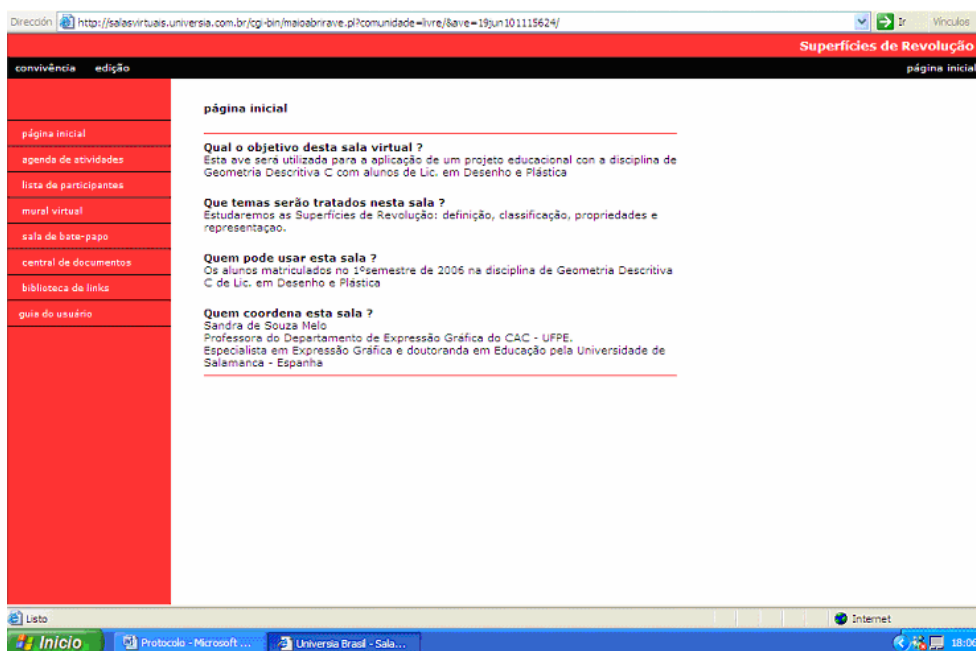 Dirección http://salasvirtuais.universia.com.br/cgi-bin/maioabrirave.pl?comunidade=livre/&ave=19jun101115624/ Ir Vínculos
Superfícies de Revolução
convivência edição página inicial
página inicial
página inicial
agenda de atividades
lista de participantes
mural virtual
sala de bate-papo
central de documentos
biblioteca de links
guia do usuário
Qual o objetivo desta sala virtual ?
Esta ave será utilizada para a aplicação de um projeto educacional con a disciplina de
Geometria Descritiva C com alunos de Lic. em Desenho e Plástica
Que temas serão tratados nesta sala ?
Estudaremos as Superfícies de Revolução: definição, classificação, propriedades e
representaçao.
Quem pode usar esta sala ?
Os alunos matriculados no 1ºsemestre de 2006 na disciplina de Geometria Descritiva
C de Lic. em Desenho e Plástica
Quem coordena esta sala ?
Sandra de Souza Melo
Professora do Departamento de Expressão Gráfica do CAC - UFPE.
Especialista em Expressão Gráfica e doutoranda em Educação pela Universidade de
Salamanca - Espanha
Listo Internet
Inicio Protocolo - Microsoft ... Universia Brasil - Sala... 18:06